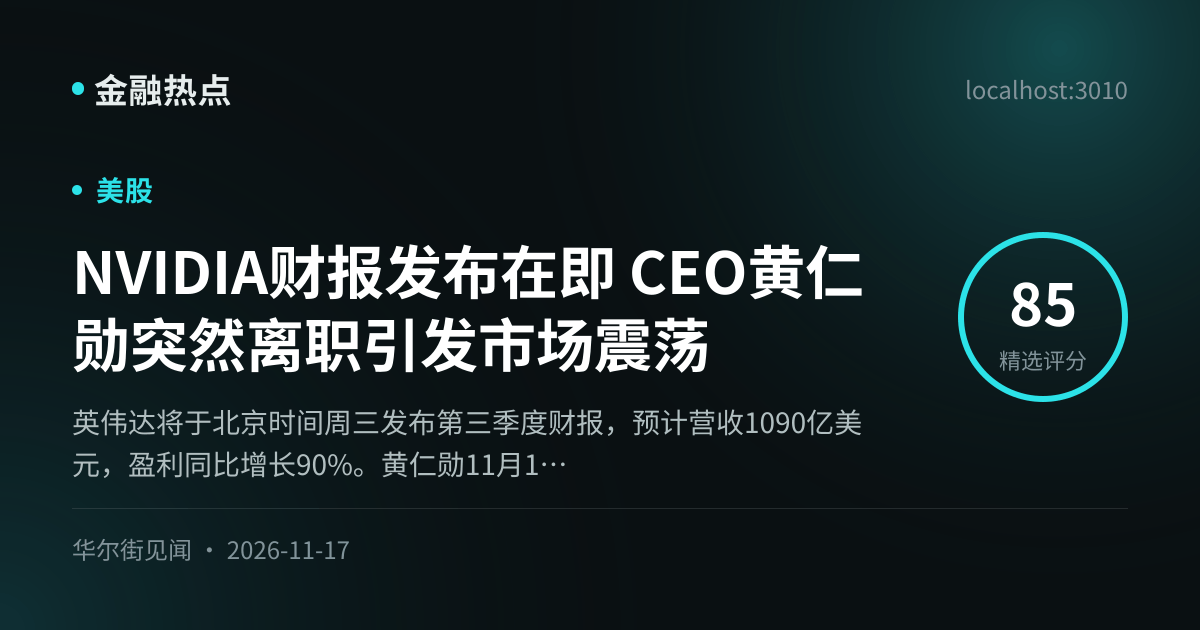 金融热点
localhost:3010
美股
NVIDIA财报发布在即 CEO黄仁
勋突然离职引发市场震荡
85
精选评分
英伟达将于北京时间周三发布第三季度财报，预计营收1090亿美
元，盈利同比增长90%。黄仁勋11月1…
华尔街见闻 • 2026-11-17